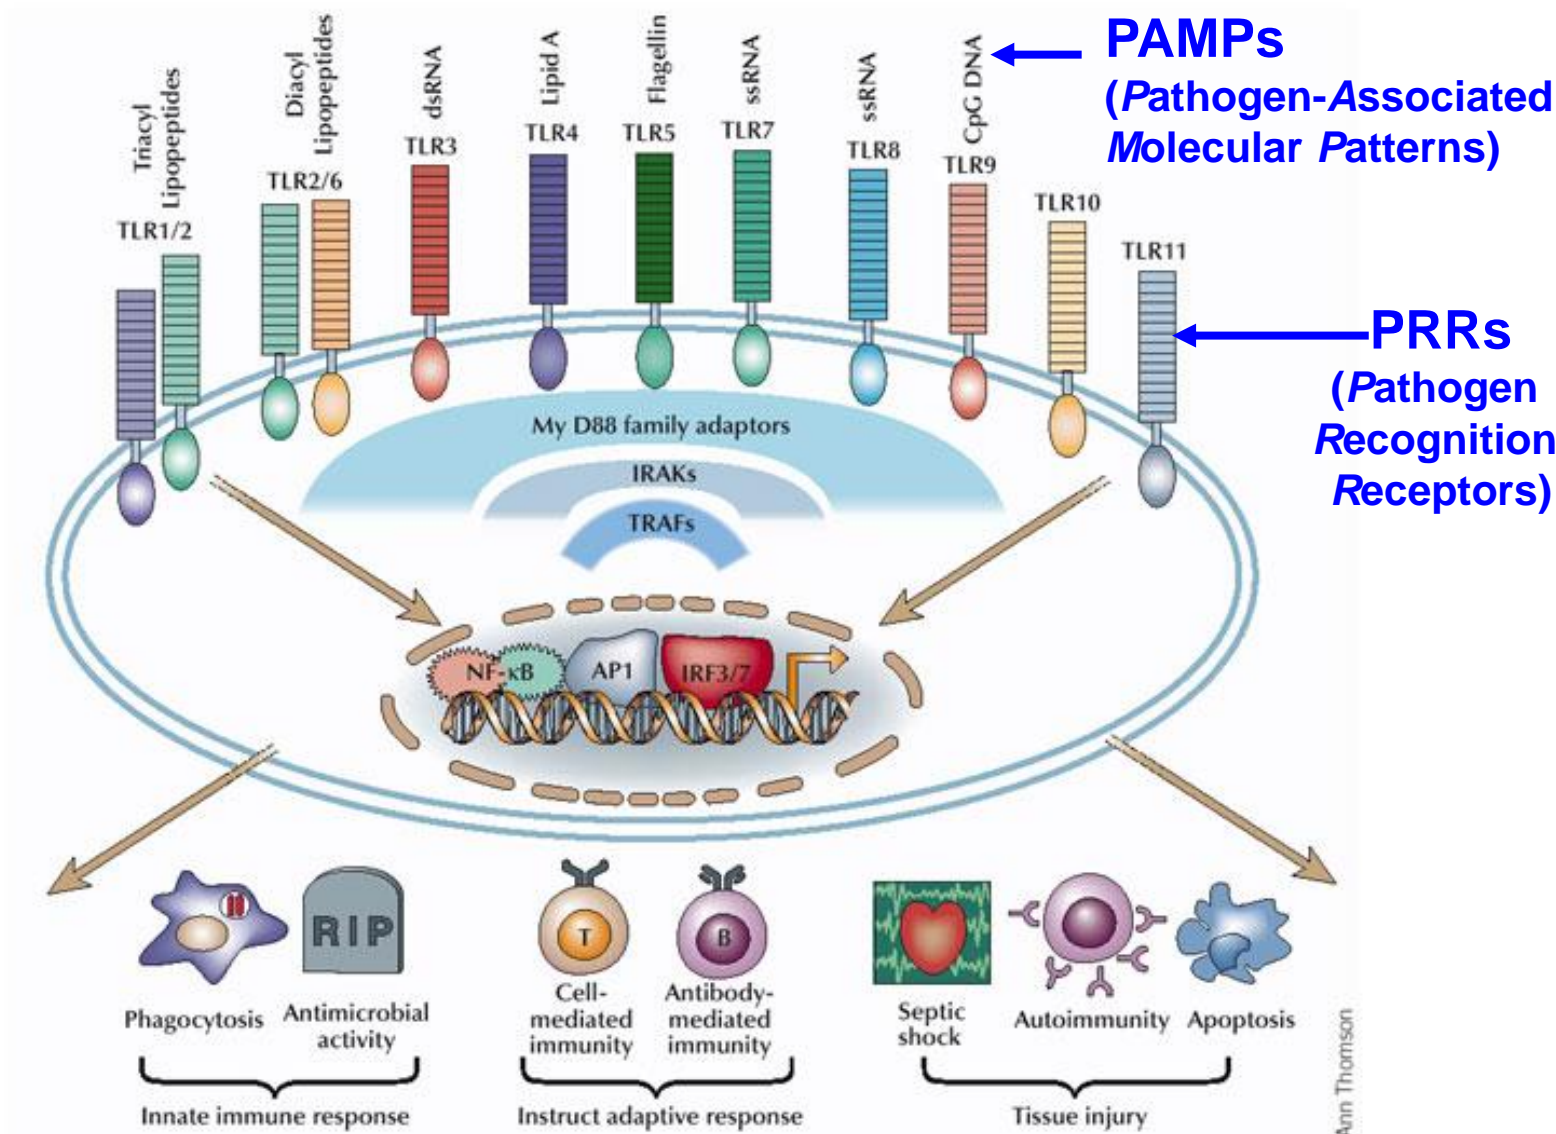 Triacyl
Lipopeptides
TLR1/2
Diacyl
Lipopeptides
TLR2/6
dsRNA
TLR3
Lipid A
TLR4
Flagellin
TLR5
ssRNA
TLR7
ssRNA
TLR8
CpG DNA
TLR9
TLR10
TLR11
PAMPs
(Pathogen-Associated
Molecular Patterns)
PRRs
(Pathogen
Recognition
Receptors)
My D88 family adaptors
IRAKs
TRAFs
NF-κB
AP1
IRF3/7
RIP
T
B
Phagocytosis
Antimicrobial
activity
Cell-
mediated
immunity
Antibody-
mediated
immunity
Septic
shock
Autoimmunity
Apoptosis
Innate immune response
Instruct adaptive response
Tissue injury
Ann Thomson